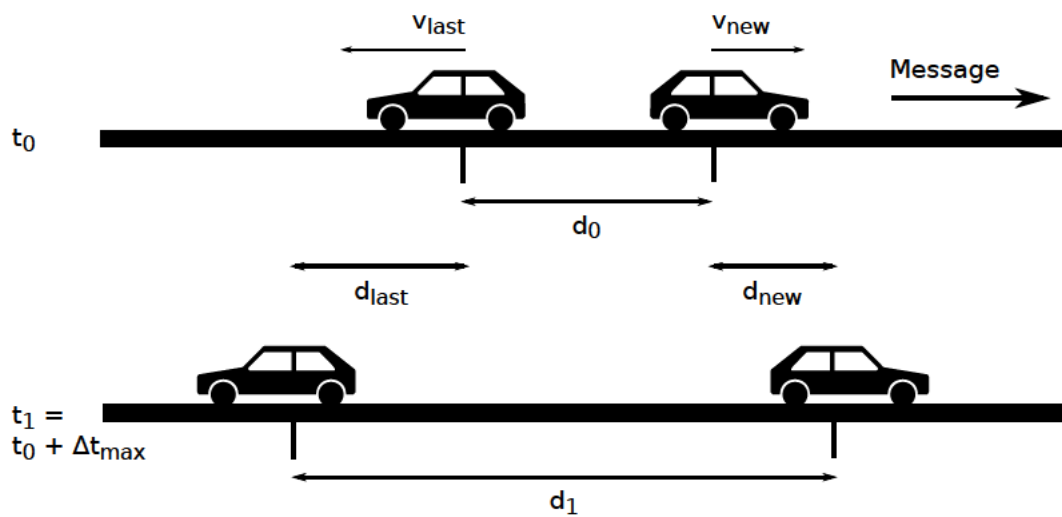 v_last
v_new
Message
t_0
d_0
d_last
d_new
t_1 =
t_0 + Δt_max
d_1